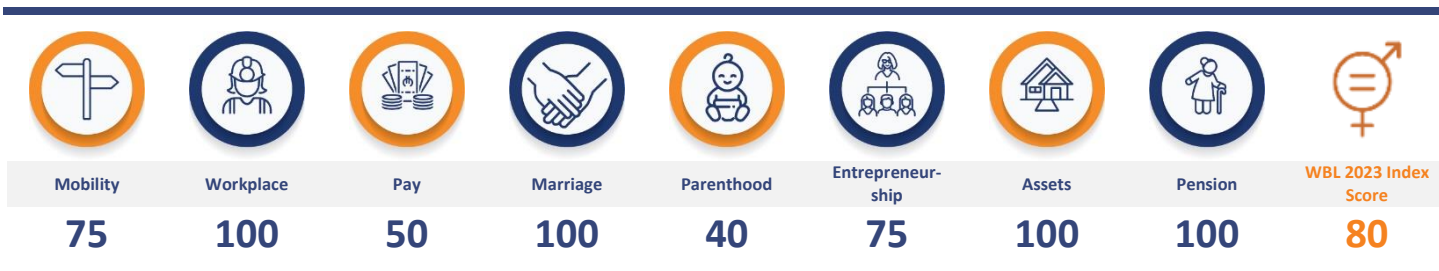 Mobility
Workplace
Pay
Marriage
Parenthood
Entrepreneur-
ship
Assets
Pension
WBL 2023 Index
Score
75
100
50
100
40
75
100
100
80